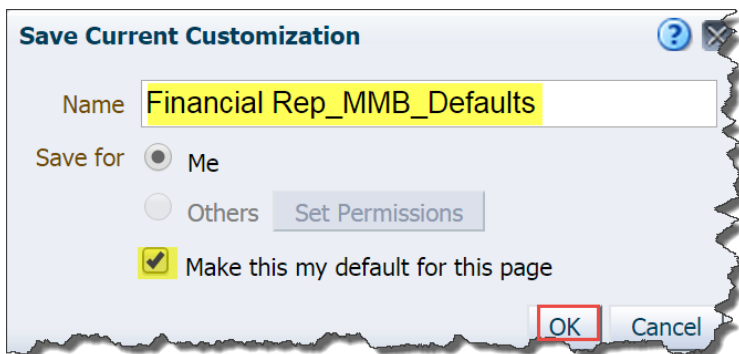 Save Current Customization ?
Name Financial Rep_MMB_Defaults
Save for Me
Others Set Permissions
Make this my default for this page
OK Cancel